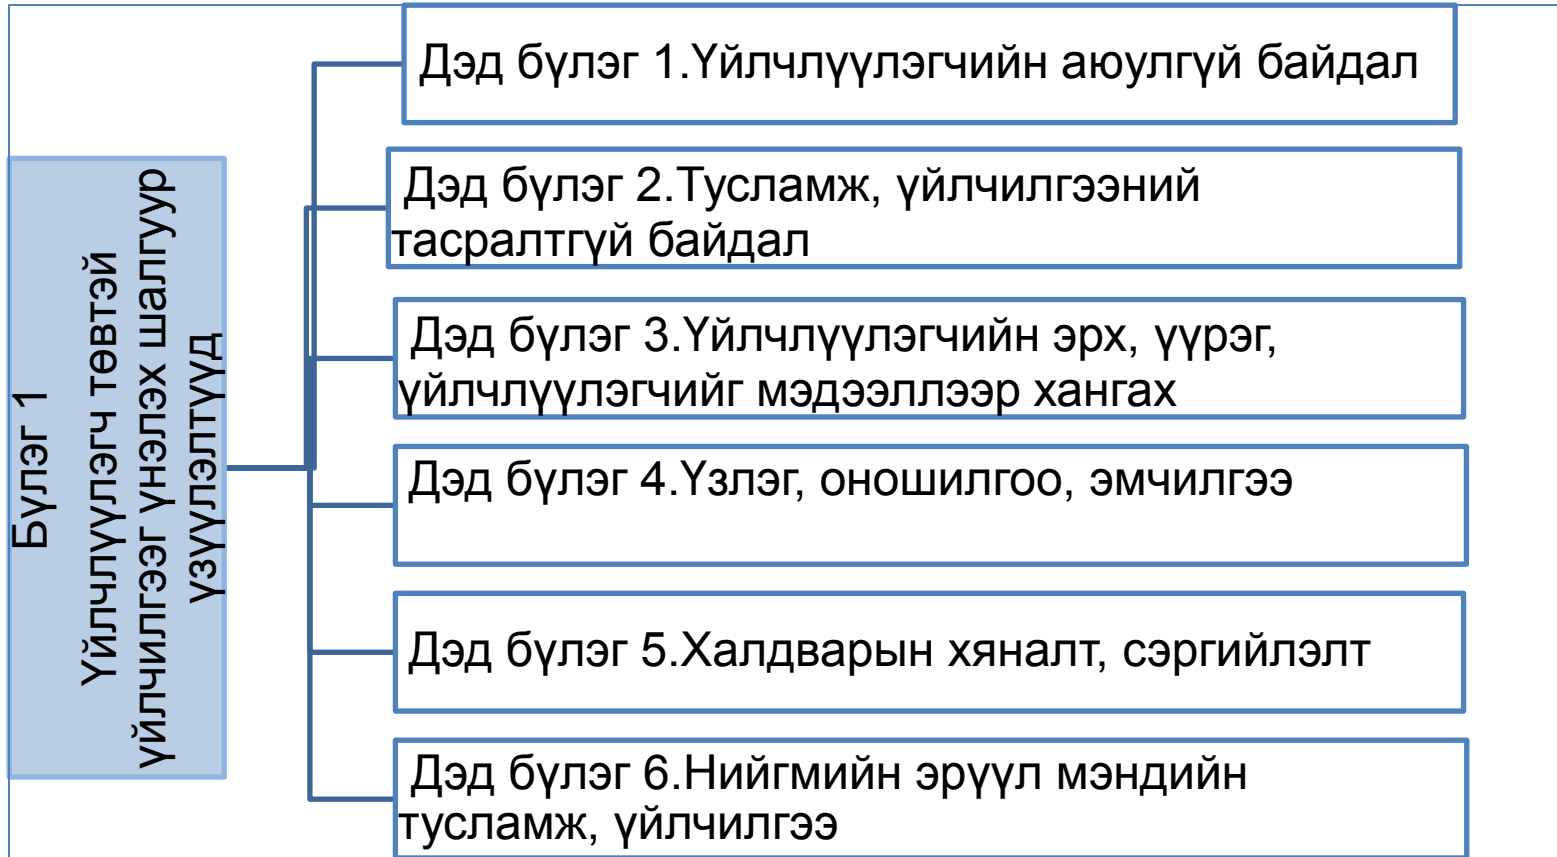 Бүлэг 1
Үйлчлүүлэгч төвтэй
үйлчилгээг үнэлэх шалгуур
үзүүлэлтүүд
Дэд бүлэг 1.Үйлчлүүлэгчийн аюулгүй байдал
Дэд бүлэг 2.Тусламж, үйлчилгээний
тасралтгүй байдал
Дэд бүлэг 3.Үйлчлүүлэгчийн эрх, үүрэг,
үйлчлүүлэгчийг мэдээллээр хангах
Дэд бүлэг 4.Үзлэг, оношилгоо, эмчилгээ
Дэд бүлэг 5.Халдварын хяналт, сэргийлэлт
Дэд бүлэг 6.Нийгмийн эрүүл мэндийн
тусламж, үйлчилгээ